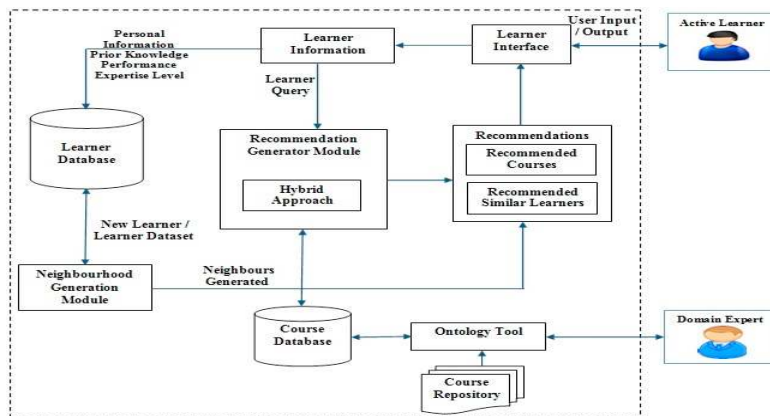 Personal
Information
Prior Knowledge
Performance
Expertise Level
Learner
Information
Learner
Interface
User Input
/ Output
Active Learner
Learner
Query
Learner
Database
Recommendation
Generator Module
Hybrid
Approach
Recommendations
Recommended
Courses
Recommended
Similar Learners
New Learner /
Learner Dataset
Neighbourhood
Generation
Module
Neighbours
Generated
Course
Database
Ontology Tool
Domain Expert
Course
Repository